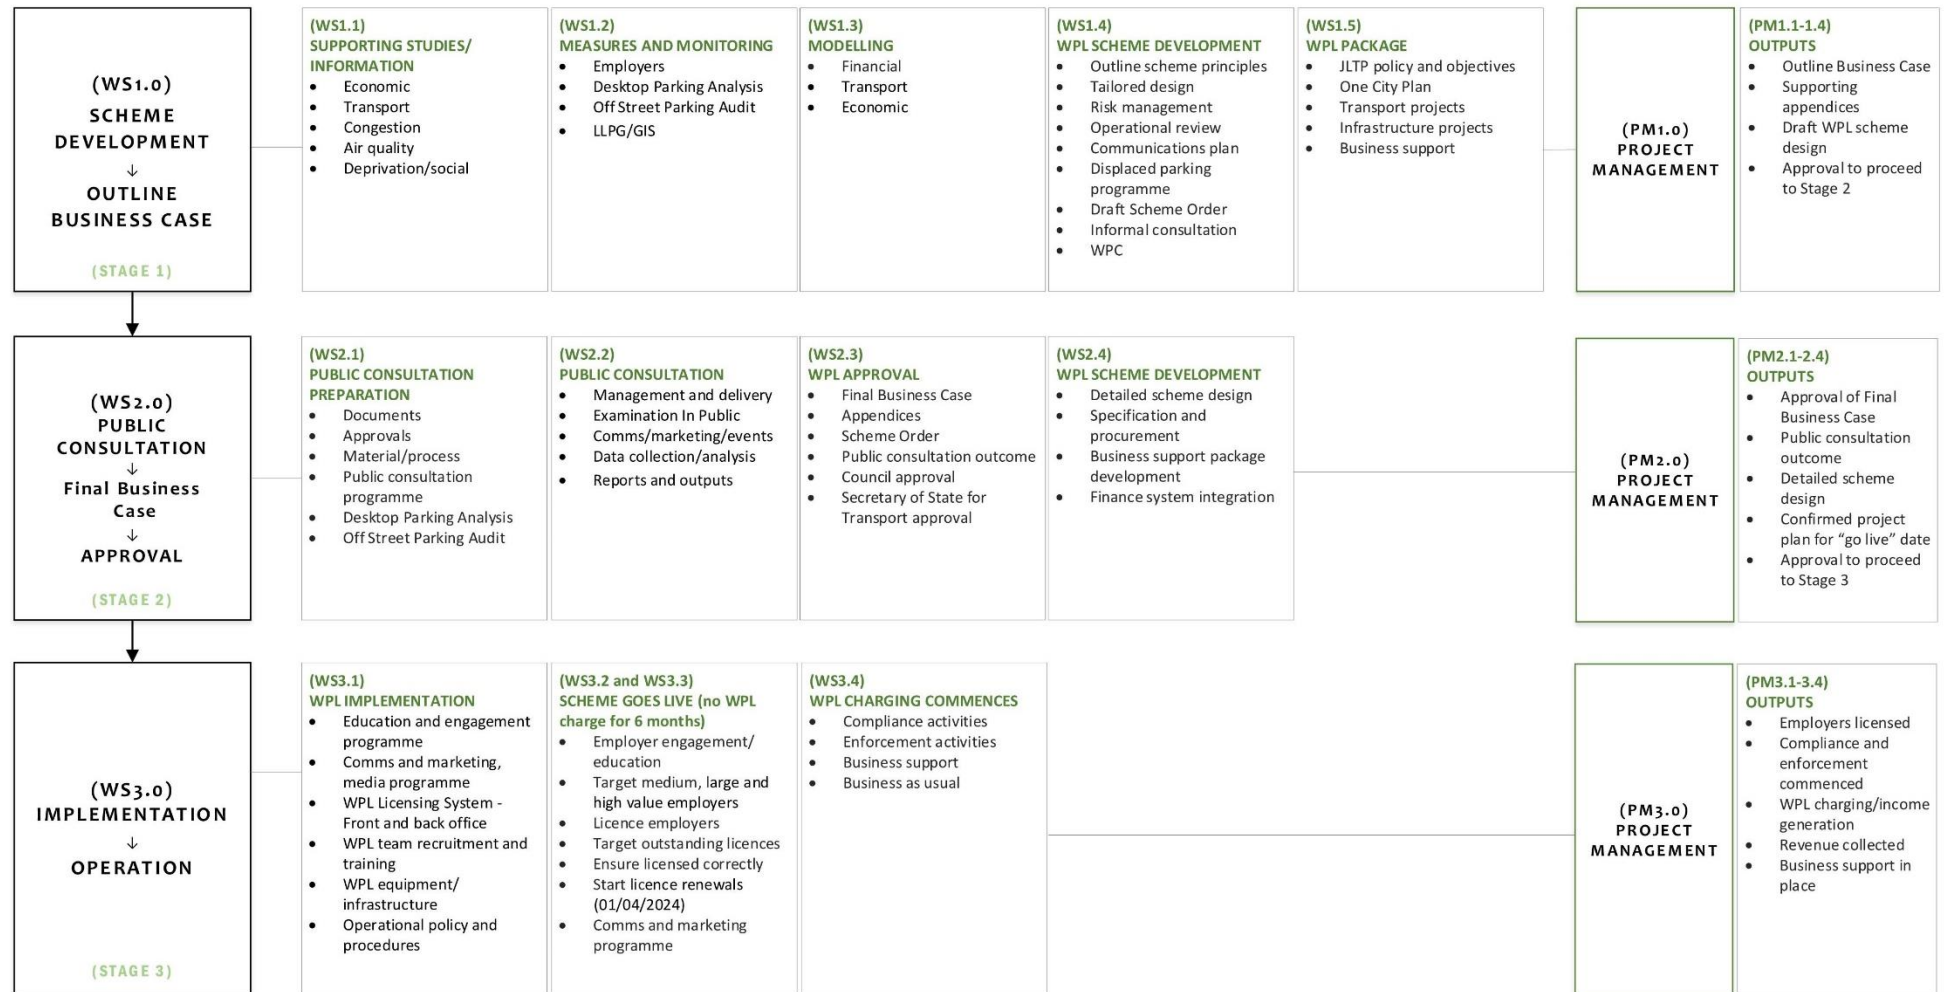 (WS1.0)
SCHEME
DEVELOPMENT
↓
OUTLINE
BUSINESS CASE
(STAGE 1)
(WS1.1)
SUPPORTING STUDIES/
INFORMATION
• Economic
• Transport
• Congestion
• Air quality
• Deprivation/social
(WS1.2)
MEASURES AND MONITORING
• Employers
• Desktop Parking Analysis
• Off Street Parking Audit
• LLPG/GIS
(WS1.3)
MODELLING
• Financial
• Transport
• Economic
(WS1.4)
WPL SCHEME DEVELOPMENT
• Outline scheme principles
• Tailored design
• Risk management
• Operational review
• Communications plan
• Displaced parking
programme
• Draft Scheme Order
• Informal consultation
• WPC
(WS1.5)
WPL PACKAGE
• JLTP policy and objectives
• One City Plan
• Transport projects
• Infrastructure projects
• Business support
(PM1.0)
PROJECT
MANAGEMENT
(PM1.1-1.4)
OUTPUTS
• Outline Business Case
• Supporting
appendices
• Draft WPL scheme
design
• Approval to proceed
to Stage 2
(WS2.0)
PUBLIC
CONSULTATION
↓
Final Business
Case
↓
APPROVAL
(STAGE 2)
(WS2.1)
PUBLIC CONSULTATION
PREPARATION
• Documents
• Approvals
• Material/process
• Public consultation
programme
• Desktop Parking Analysis
• Off Street Parking Audit
(WS2.2)
PUBLIC CONSULTATION
• Management and delivery
• Examination In Public
• Comms/marketing/events
• Data collection/analysis
• Reports and outputs
(WS2.3)
WPL APPROVAL
• Final Business Case
• Appendices
• Scheme Order
• Public consultation outcome
• Council approval
• Secretary of State for
Transport approval
(WS2.4)
WPL SCHEME DEVELOPMENT
• Detailed scheme design
• Specification and
procurement
• Business support package
development
• Finance system integration
(PM2.0)
PROJECT
MANAGEMENT
(PM2.1-2.4)
OUTPUTS
• Approval of Final
Business Case
• Public consultation
outcome
• Detailed scheme
design
• Confirmed project
plan for “go live” date
• Approval to proceed
to Stage 3
(WS3.0)
IMPLEMENTATION
↓
OPERATION
(STAGE 3)
(WS3.1)
WPL IMPLEMENTATION
• Education and engagement
programme
• Comms and marketing,
media programme
• WPL Licensing System -
Front and back office
• WPL team recruitment and
training
• WPL equipment/
infrastructure
• Operational policy and
procedures
(WS3.2 and WS3.3)
SCHEME GOES LIVE (no WPL
charge for 6 months)
• Employer engagement/
education
• Target medium, large and
high value employers
• Licence employers
• Target outstanding licences
• Ensure licensed correctly
• Start licence renewals
(01/04/2024)
• Comms and marketing
programme
(WS3.4)
WPL CHARGING COMMENCES
• Compliance activities
• Enforcement activities
• Business support
• Business as usual
(PM3.0)
PROJECT
MANAGEMENT
(PM3.1-3.4)
OUTPUTS
• Employers licensed
• Compliance and
enforcement
commenced
• WPL charging/income
generation
• Revenue collected
• Business support in
place